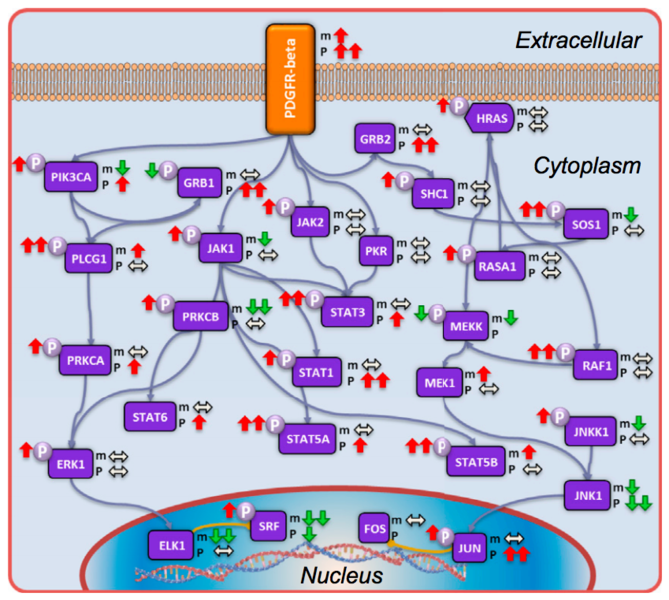 Extracellular
m
P
PDGFR-beta
P
HRAS
m
P
GRB2
m
P
Cytoplasm
P
PIK3CA
m
P
P
GRB1
m
P
P
SHC1
m
P
P
SOS1
m
P
P
JAK2
m
P
P
PLCG1
m
P
P
JAK1
m
P
PKR
m
P
P
RASA1
m
P
P
PRKCB
m
P
P
STAT3
m
P
P
MEKK
m
P
P
PRKCA
m
P
P
STAT1
m
P
MEK1
m
P
P
RAF1
m
P
STAT6
m
P
P
STAT5A
m
P
P
JNKK1
m
P
P
ERK1
m
P
P
STAT5B
m
P
JNK1
m
P
P
SRF
m
P
ELK1
m
P
FOS
m
P
P
JUN
m
P
Nucleus